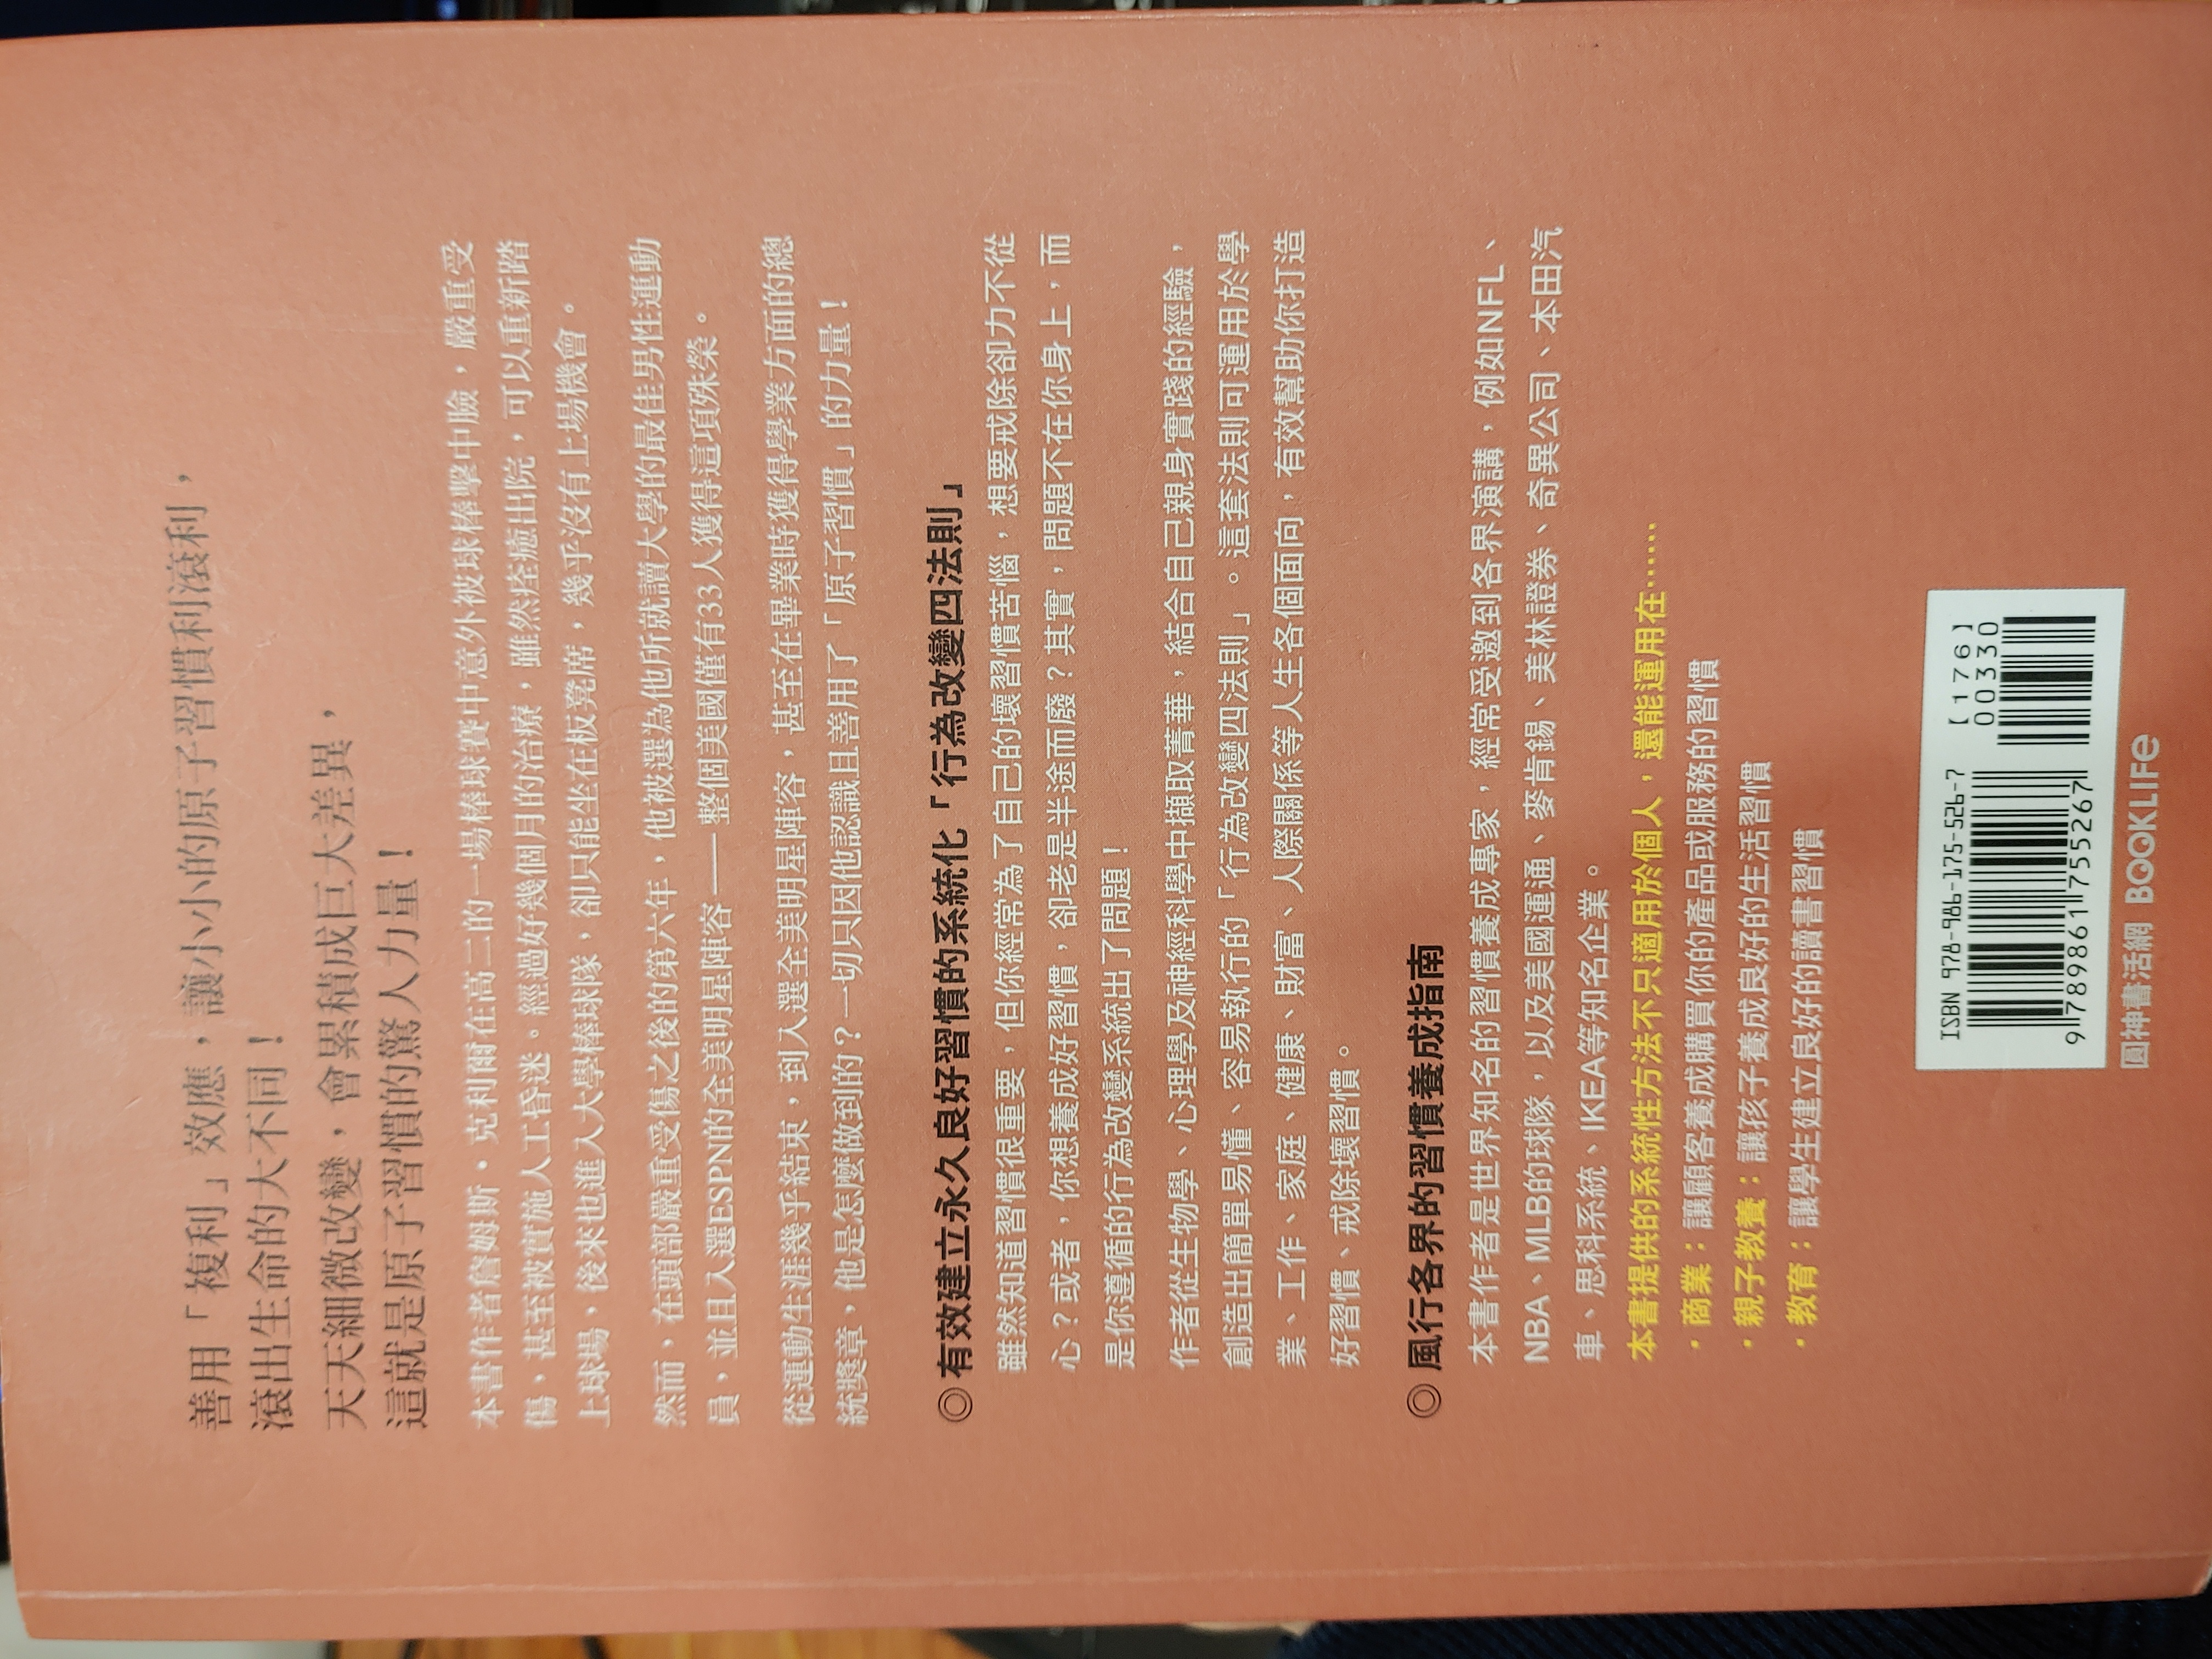 善用「複利」效應，讓小小的原子習慣利滾利，
滾出生命的大不同！
天天細微改變，會累積成巨大差異，
這就是原子習慣的驚人力量！
本書作者詹姆斯・克利爾在高二的一場棒球賽中意外被球棒擊中臉，嚴重受
傷，甚至被實施人工昏迷。經過好幾個月的治療，雖然痊癒出院，可以重新踏
上球場，後來也進入大學棒球隊，卻只能坐在板凳席，幾乎沒有上場機會。
然而，在頭部嚴重受傷之後的第六年，他被選為他所就讀大學的最佳男性運動
員，並且入選ESPN的全美明星陣容——整個美國僅有33人獲得這項殊榮。
從運動生涯幾乎結束，到入選全美明星陣容，甚至在畢業時獲得學業方面的總
統獎章，他是怎麼做到的？一切只因他認識且善用了「原子習慣」的力量！
◎有效建立永久良好習慣的系統化「行為改變四法則」
雖然知道習慣很重要，但你經常為了自己的壞習慣苦惱，想要戒除卻力不從
心？或者，你想養成好習慣，卻老是半途而廢？其實，問題不在你身上，而
是你遵循的行為改變系統出了問題！
作者從生物學、心理學及神經科學中擷取菁華，結合自己親身實踐的經驗，
創造出簡單易懂、容易執行的「行為改變四法則」。這套法則可運用於學
業、工作、家庭、健康、財富、人際關係等人生各個面向，有效幫助你打造
好習慣、戒除壞習慣。
◎風行各界的習慣養成指南
本書作者是世界知名的習慣養成專家，經常受邀到各界演講，例如NFL、
NBA、MLB的球隊，以及美國運通、麥肯錫、美林證券、奇異公司、本田汽
車、思科系統、IKEA等知名企業。
本書提供的系統性方法不只適用於個人，還能運用在……
・商業：讓顧客養成購買你的產品或服務的習慣
・親子教養：讓孩子養成良好的生活習慣
・教育：讓學生建立良好的讀書習慣
ISBN 978-986-175-526-7
【176】
00330
9 789861 755267
圓神書活網 BOOKLIFe